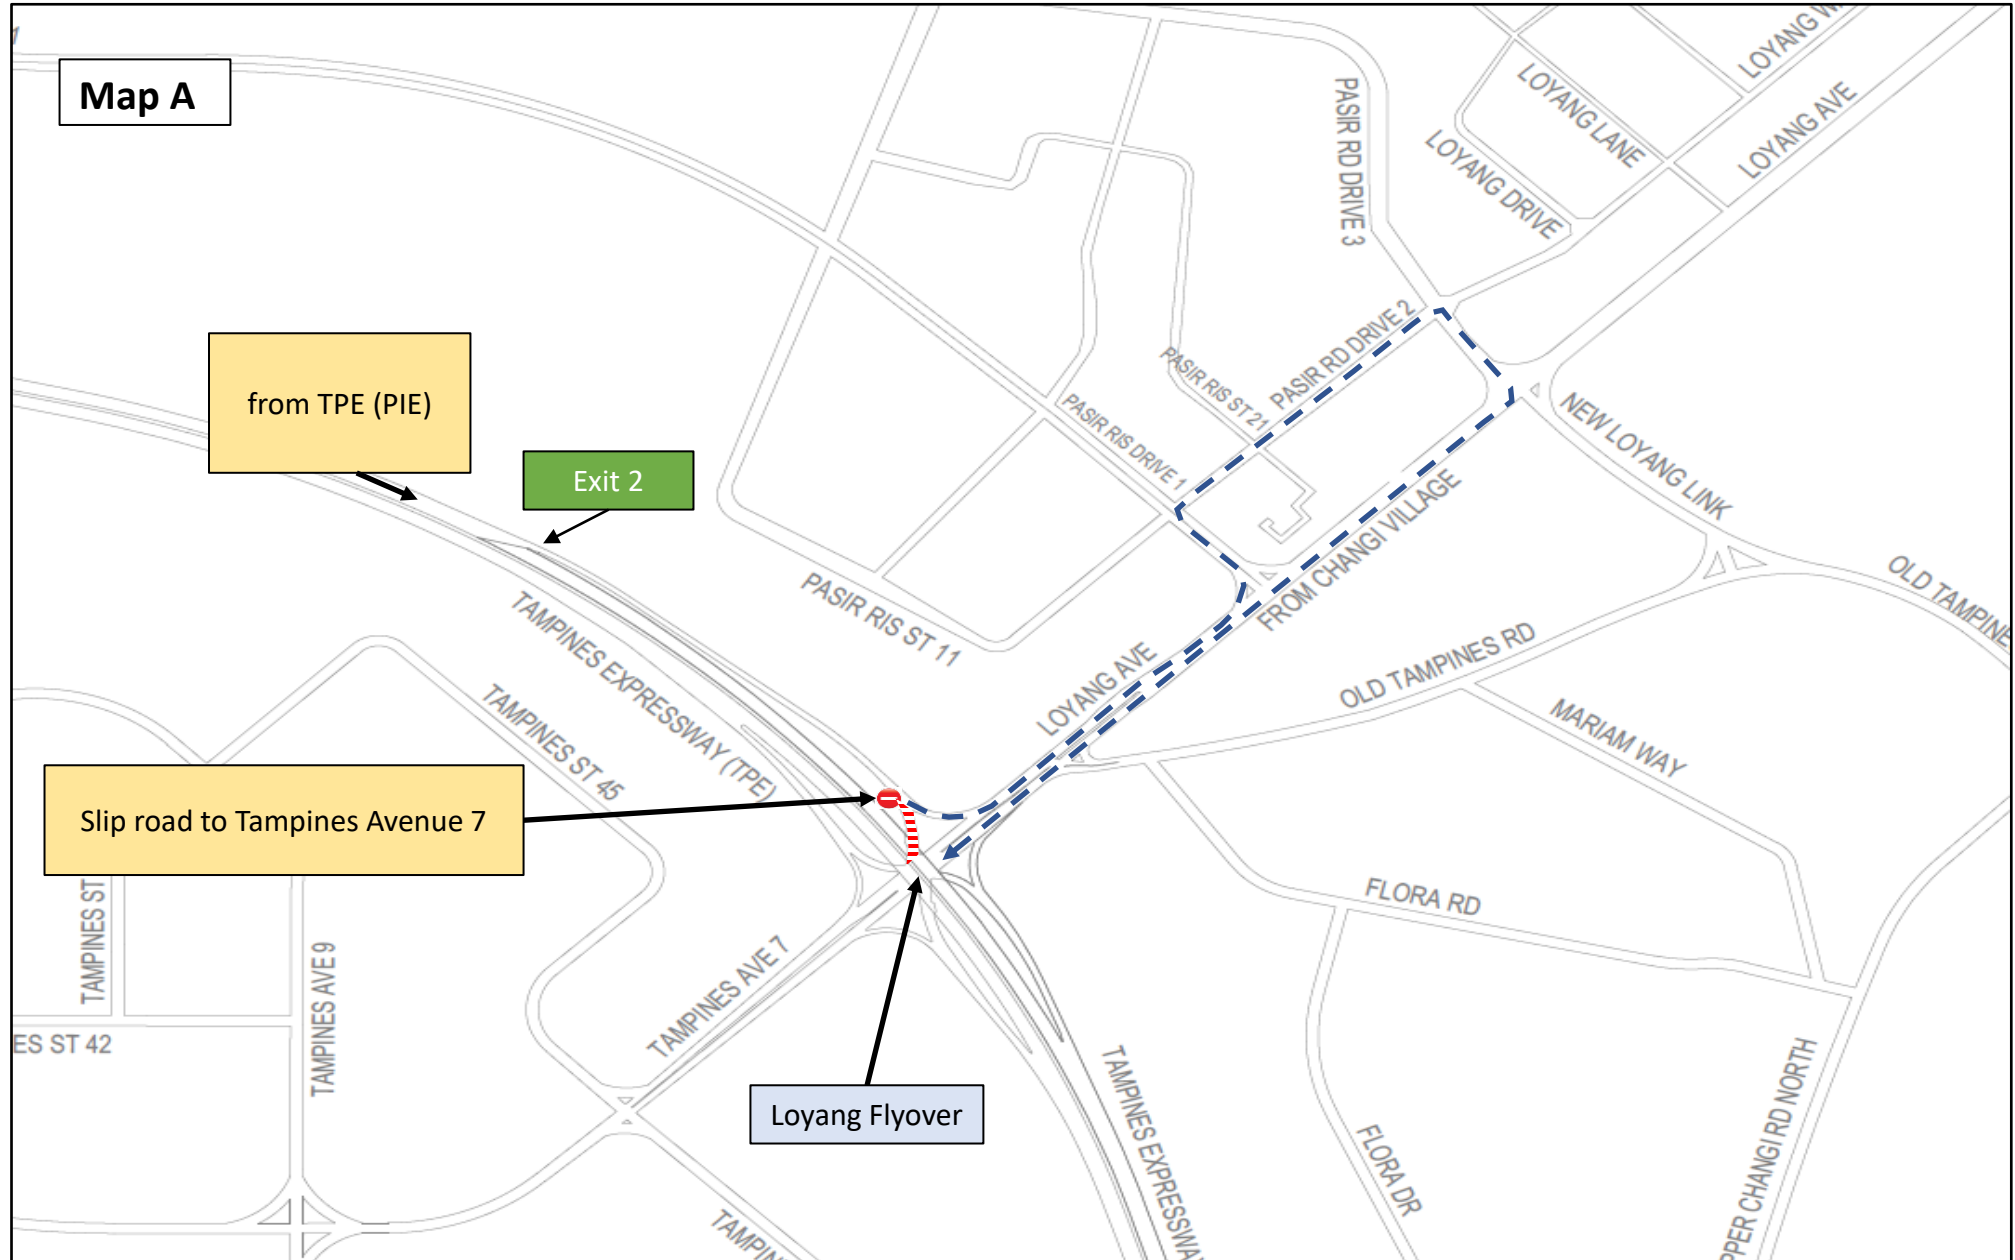 1
Map A
LOYANG W
LOYANG LANE
LOYANG AVE
PASIR RD DRIVE 3
LOYANG DRIVE
from TPE (PIE)
Exit 2
PASIR RD DRIVE 2
PASIR RIS ST 21
PASIR RIS DRIVE 1
NEW LOYANG LINK
FROM CHANGI VILLAGE
OLD TAMPINE
PASIR RIS ST 11
TAMPINES EXPRESSWAY (TPE)
LOYANG AVE
OLD TAMPINES RD
TAMPINES ST 45
MARIAM WAY
Slip road to Tampines Avenue 7
FLORA RD
TAMPINES ST
TAMPINES AVE 9
TAMPINES AVE 7
ES ST 42
Loyang Flyover
TAMPINES EXPRESSWA
FLORA DR
PPER CHANGI RD NORTH
TAMPIN